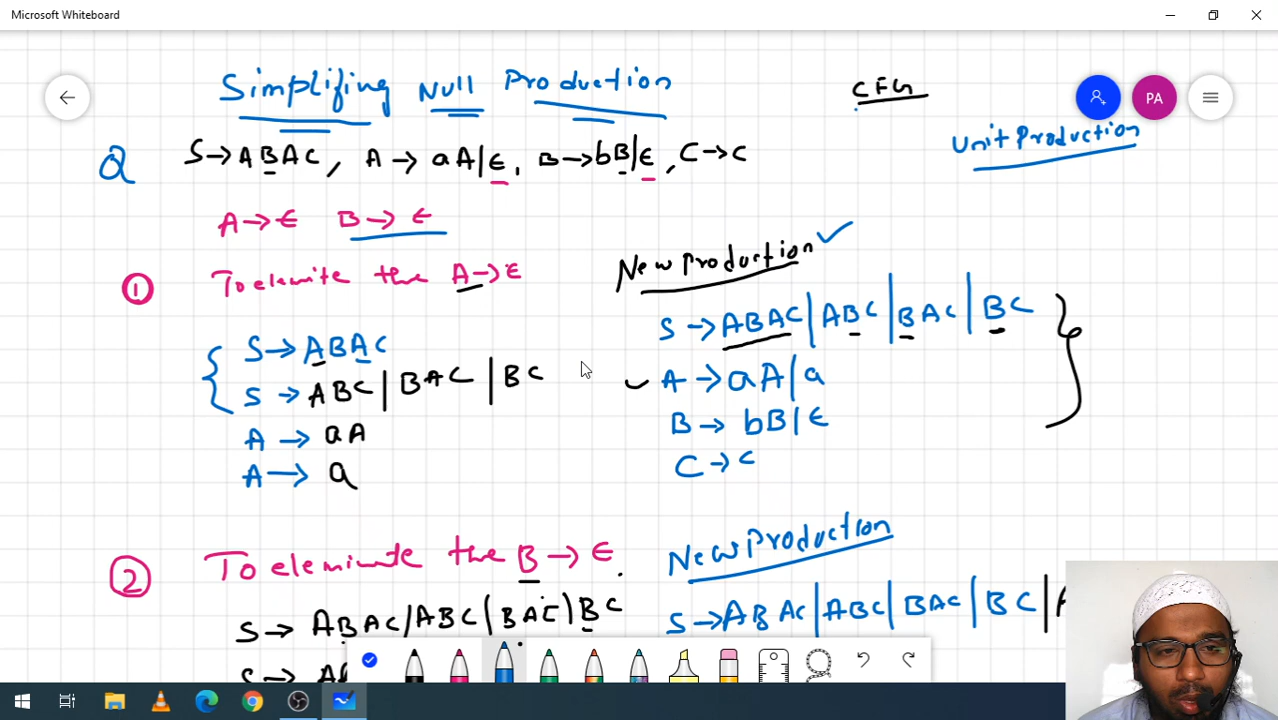 Microsoft Whiteboard
Simplifing Null Production
CFG
PA
Unit Production
Q S→ABAC, A→aA|ϵ, B→bB|ϵ, C→c
A→ϵ B→ϵ
① To elemite the A→ϵ
New Production ✓
S→ABAC
S→ABC|BAC|BC
A→aA
A→a
S→ABAC|ABC|BAC|BC
A→aA|a
B→bB|ϵ
C→c
② To eleminate the B→ϵ.
New Production
S→ABAC|ABC|BAC|BC
S→ABAC|ABC|BAC|BC|A